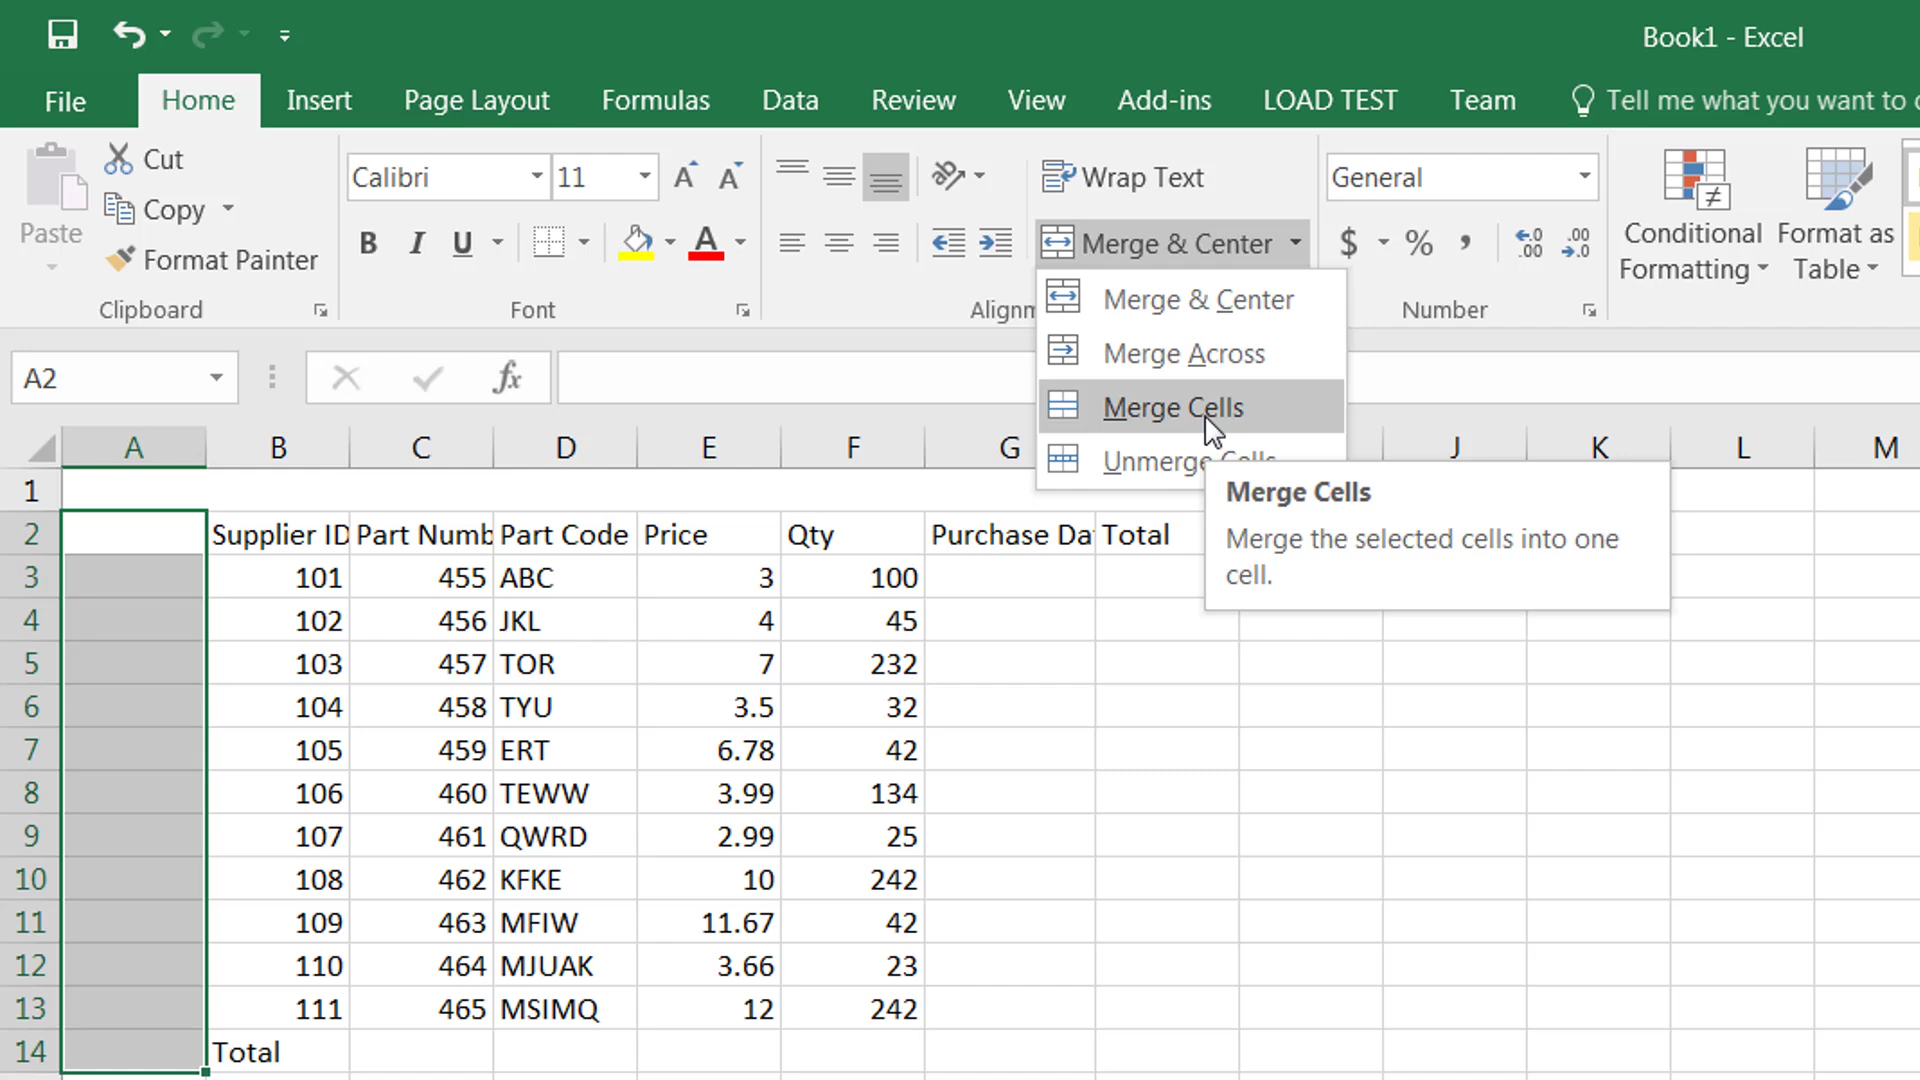 Book1 - Excel
File Home Insert Page Layout Formulas Data Review View Add-ins LOAD TEST Team Tell me what you want to
Paste
Cut
Copy
Format Painter
Clipboard
Calibri 11
B I U A
Font
Wrap Text
Merge & Center
Merge & Center
Merge Across
Merge Cells
Unmerge Cells
Merge Cells
Merge the selected cells into one
cell.
General
$ % ,
Number
Conditional
Formatting
Format as
Table
A2 fx
A B C D E F G J K L M
1
2 Supplier ID Part Numb Part Code Price Qty Purchase Da Total
3 101 455 ABC 3 100
4 102 456 JKL 4 45
5 103 457 TOR 7 232
6 104 458 TYU 3.5 32
7 105 459 ERT 6.78 42
8 106 460 TEWW 3.99 134
9 107 461 QWRD 2.99 25
10 108 462 KFKE 10 242
11 109 463 MFIW 11.67 42
12 110 464 MJUAK 3.66 23
13 111 465 MSIMQ 12 242
14 Total